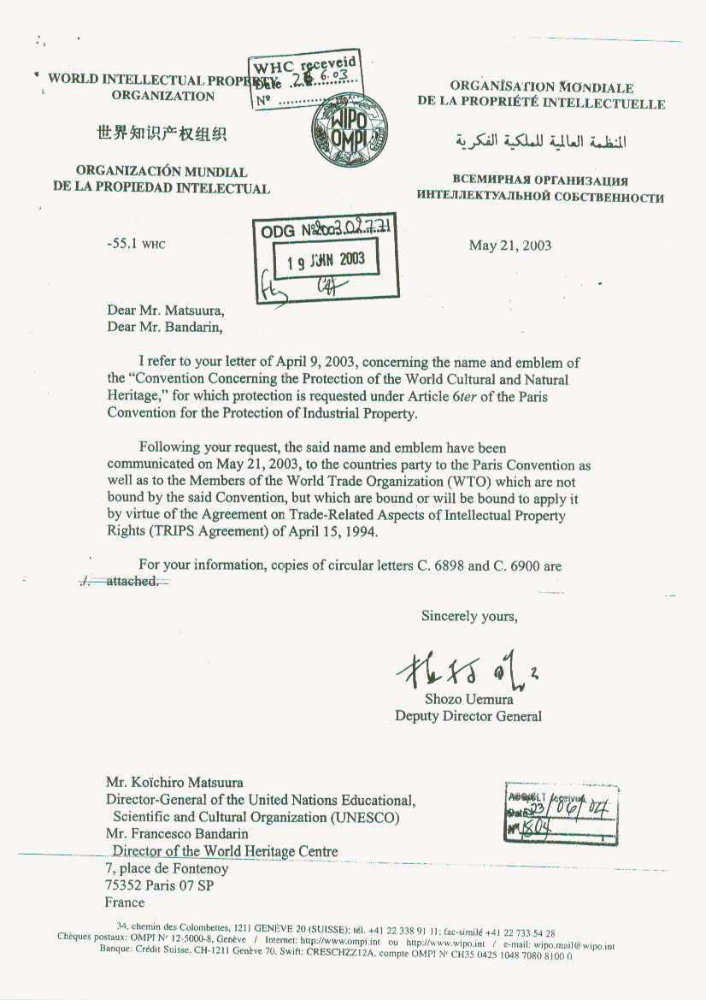 WHC receveid
Date 26.6.03
Nº
WORLD INTELLECTUAL PROPERTY
ORGANIZATION
世界知识产权组织
ORGANIZACIÓN MUNDIAL
DE LA PROPIEDAD INTELECTUAL
WIPO
OMPI
ORGANISATION MONDIALE
DE LA PROPRIÉTÉ INTELLECTUELLE
المنظمة العالمية للملكية الفكرية
ВСЕМИРНАЯ ОРГАНИЗАЦИЯ
ИНТЕЛЛЕКТУАЛЬНОЙ СОБСТВЕННОСТИ
-55.1 WHC
ODG Nº2003.02771
19 JUIN 2003
May 21, 2003
Dear Mr. Matsuura,
Dear Mr. Bandarin,
I refer to your letter of April 9, 2003, concerning the name and emblem of
the “Convention Concerning the Protection of the World Cultural and Natural
Heritage,” for which protection is requested under Article 6ter of the Paris
Convention for the Protection of Industrial Property.
Following your request, the said name and emblem have been
communicated on May 21, 2003, to the countries party to the Paris Convention as
well as to the Members of the World Trade Organization (WTO) which are not
bound by the said Convention, but which are bound or will be bound to apply it
by virtue of the Agreement on Trade-Related Aspects of Intellectual Property
Rights (TRIPS Agreement) of April 15, 1994.
For your information, copies of circular letters C. 6898 and C. 6900 are
./. attached.
Sincerely yours,
Shozo Uemura
Deputy Director General
Mr. Koïchiro Matsuura
Director-General of the United Nations Educational,
Scientific and Cultural Organization (UNESCO)
Mr. Francesco Bandarin
Director of the World Heritage Centre
7, place de Fontenoy
75352 Paris 07 SP
France
received
Date 23/06/04
Nº 1504
34, chemin des Colombettes, 1211 GENÈVE 20 (SUISSE); tél. +41 22 338 91 11; fac-similé +41 22 733 54 28
Chèques postaux: OMPI Nº 12-5000-8, Genève / Internet: http://www.ompi.int ou http://www.wipo.int / e-mail: wipo.mail@wipo.int
Banque: Crédit Suisse, CH-1211 Genève 70, Swift: CRESCHZZ12A, compte OMPI Nº CH35 0425 1048 7080 8100 0